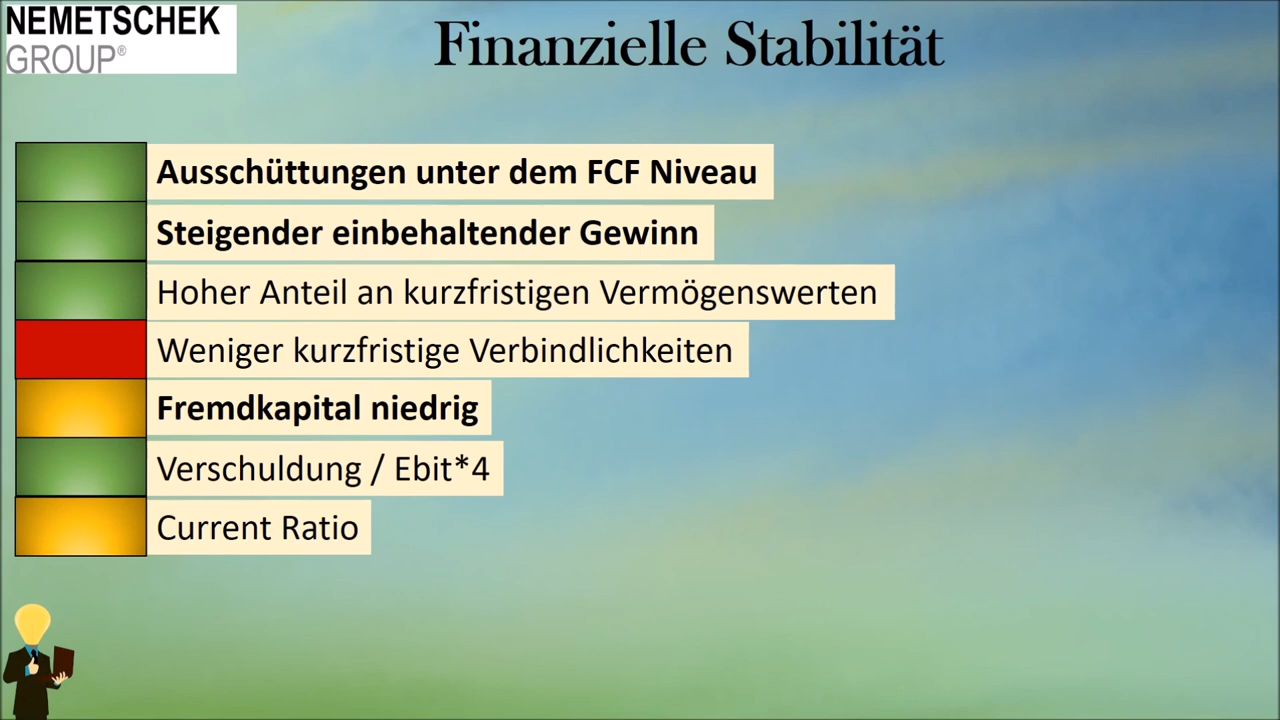 NEMETSCHEK
GROUP®
Finanzielle Stabilität
Ausschüttungen unter dem FCF Niveau
Steigender einbehaltender Gewinn
Hoher Anteil an kurzfristigen Vermögenswerten
Weniger kurzfristige Verbindlichkeiten
Fremdkapital niedrig
Verschuldung / Ebit*4
Current Ratio